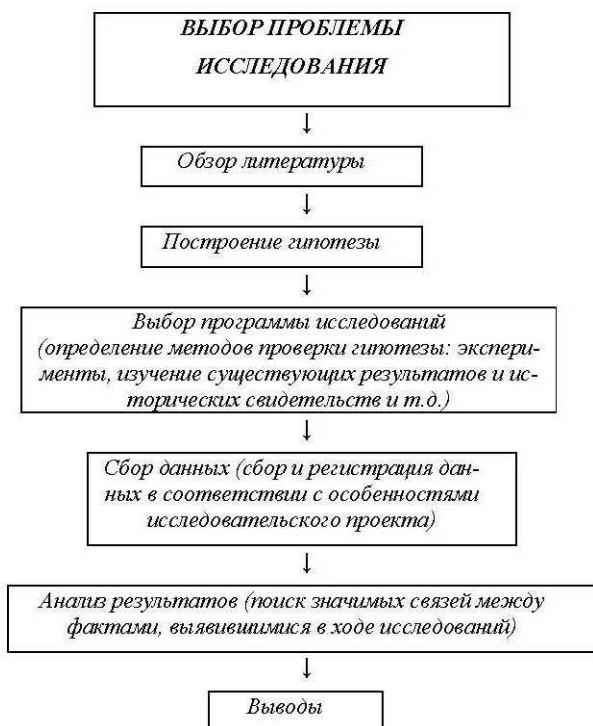 ВЫБОР ПРОБЛЕМЫ
ИССЛЕДОВАНИЯ
↓
Обзор литературы
↓
Построение гипотезы
↓
Выбор программы исследований
(определение методов проверки гипотезы: экспери-
менты, изучение существующих результатов и ис-
торических свидетельств и т.д.)
↓
Сбор данных (сбор и регистрация дан-
ных в соответствии с особенностями
исследовательского проекта)
↓
Анализ результатов (поиск значимых связей между
фактами, выявившимися в ходе исследований)
↓
Выводы